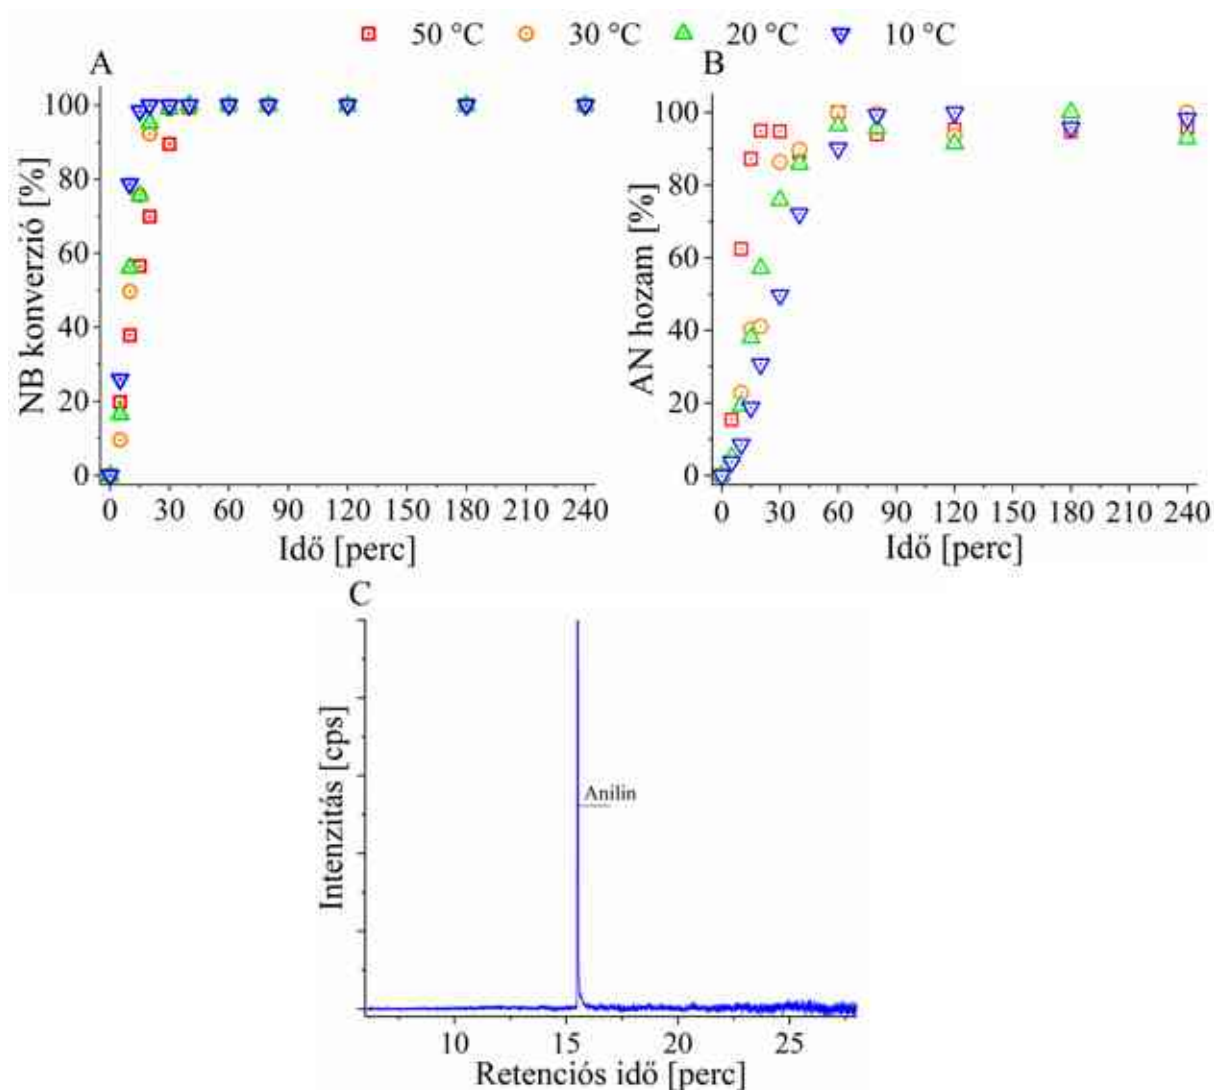 50 °C 30 °C 20 °C 10 °C
A
NB konverzió [%]
100
80
60
40
20
0
0 30 60 90 120 150 180 210 240
Idő [perc]
B
AN hozam [%]
100
80
60
40
20
0
0 30 60 90 120 150 180 210 240
Idő [perc]
C
Intenzitás [cps]
Anilin
10 15 20 25
Retenciós idő [perc]